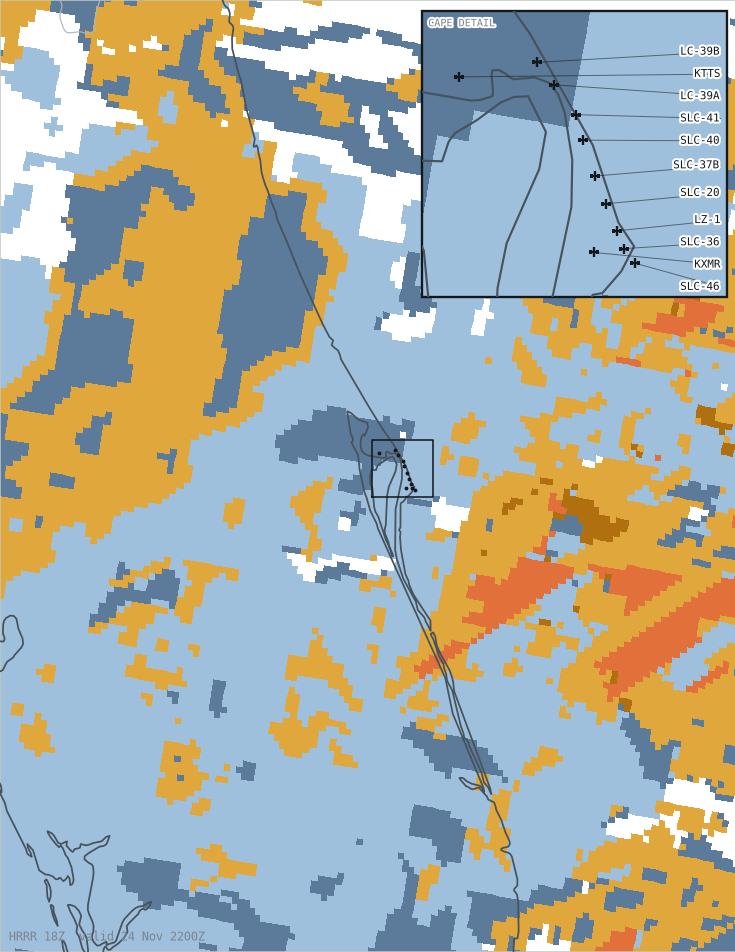 CAPE DETAIL
LC-39B
KTTS
LC-39A
SLC-41
SLC-40
SLC-37B
SLC-20
LZ-1
SLC-36
KXMR
SLC-46
HRRR 18Z valid 24 Nov 2200Z